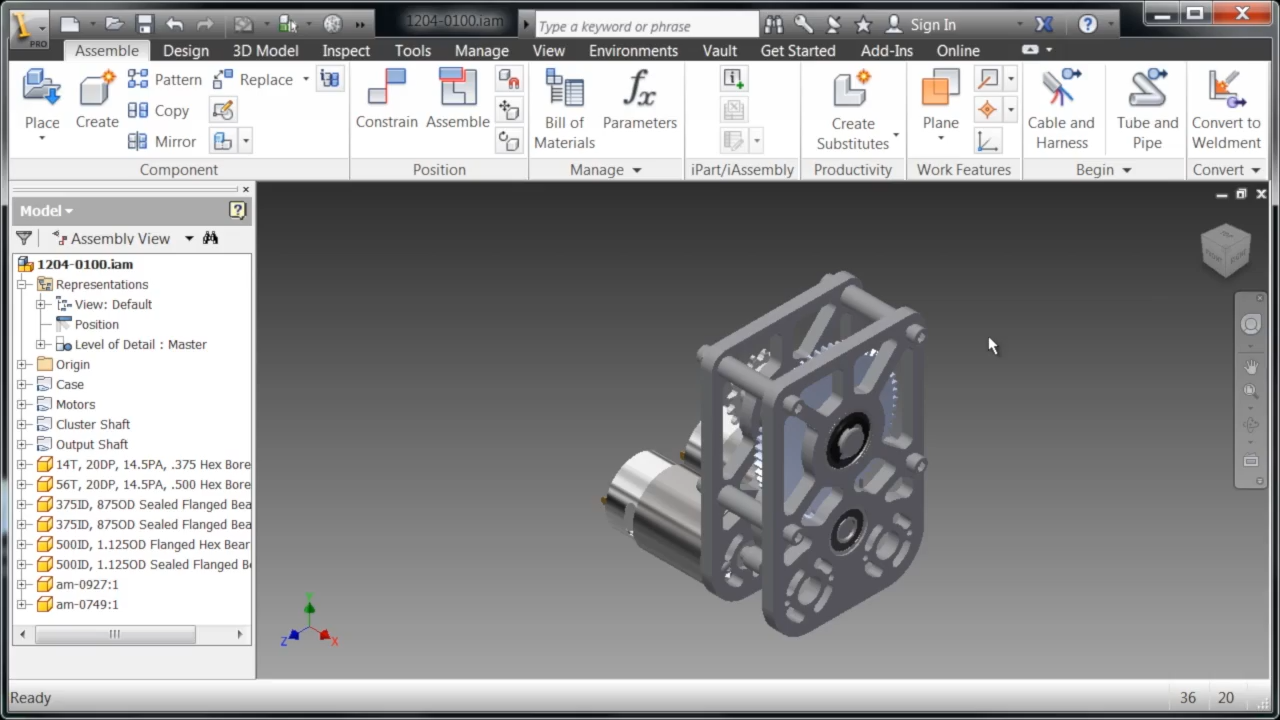 PRO
1204-0100.iam
Type a keyword or phrase
Sign In
Assemble Design 3D Model Inspect Tools Manage View Environments Vault Get Started Add-Ins Online
Place
Create
Pattern
Replace
Copy
Mirror
Component
Constrain
Assemble
Position
Bill of
Materials
fx
Parameters
Manage
iPart/iAssembly
Create
Substitutes
Productivity
Plane
Work Features
Cable and
Harness
Tube and
Pipe
Begin
Convert to
Weldment
Convert
Model
Assembly View
1204-0100.iam
Representations
View: Default
Position
Level of Detail : Master
Origin
Case
Motors
Cluster Shaft
Output Shaft
14T, 20DP, 14.5PA, .375 Hex Bore
56T, 20DP, 14.5PA, .500 Hex Bore
375ID, 875OD Sealed Flanged Bea
375ID, 875OD Sealed Flanged Bea
500ID, 1.125OD Flanged Hex Bear
500ID, 1.125OD Sealed Flanged B
am-0927:1
am-0749:1
Y
Z
X
Ready
36 20